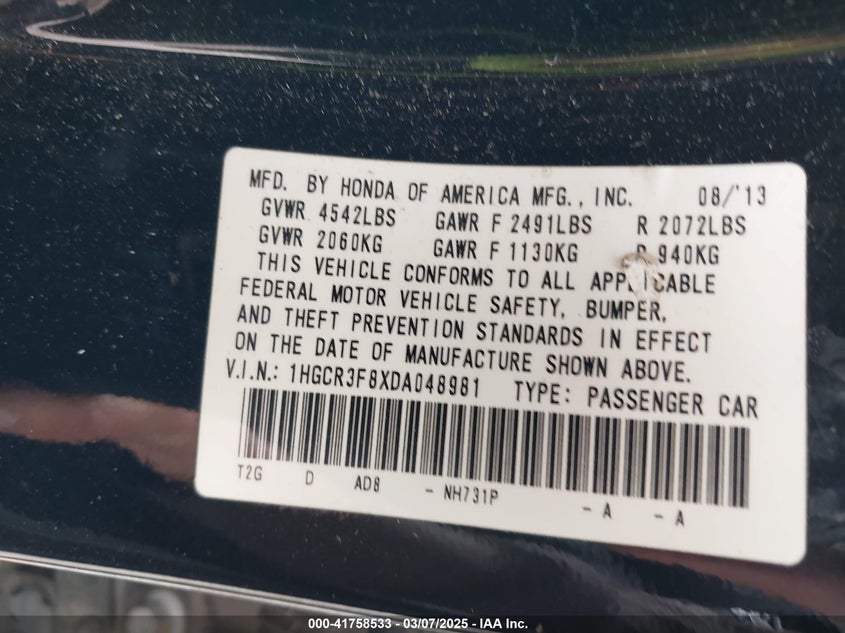 MFD. BY HONDA OF AMERICA MFG., INC. 08/'13
GVWR 4542LBS GAWR F 2491LBS R 2072LBS
GVWR 2060KG GAWR F 1130KG R 940KG
THIS VEHICLE CONFORMS TO ALL APPLICABLE
FEDERAL MOTOR VEHICLE SAFETY, BUMPER,
AND THEFT PREVENTION STANDARDS IN EFFECT
ON THE DATE OF MANUFACTURE SHOWN ABOVE.
V.I.N.: 1HGCR3F8XDA048981 TYPE: PASSENGER CAR
T2G D AD8 - NH731P - A - A
000-41758533 - 03/07/2025 - IAA Inc.